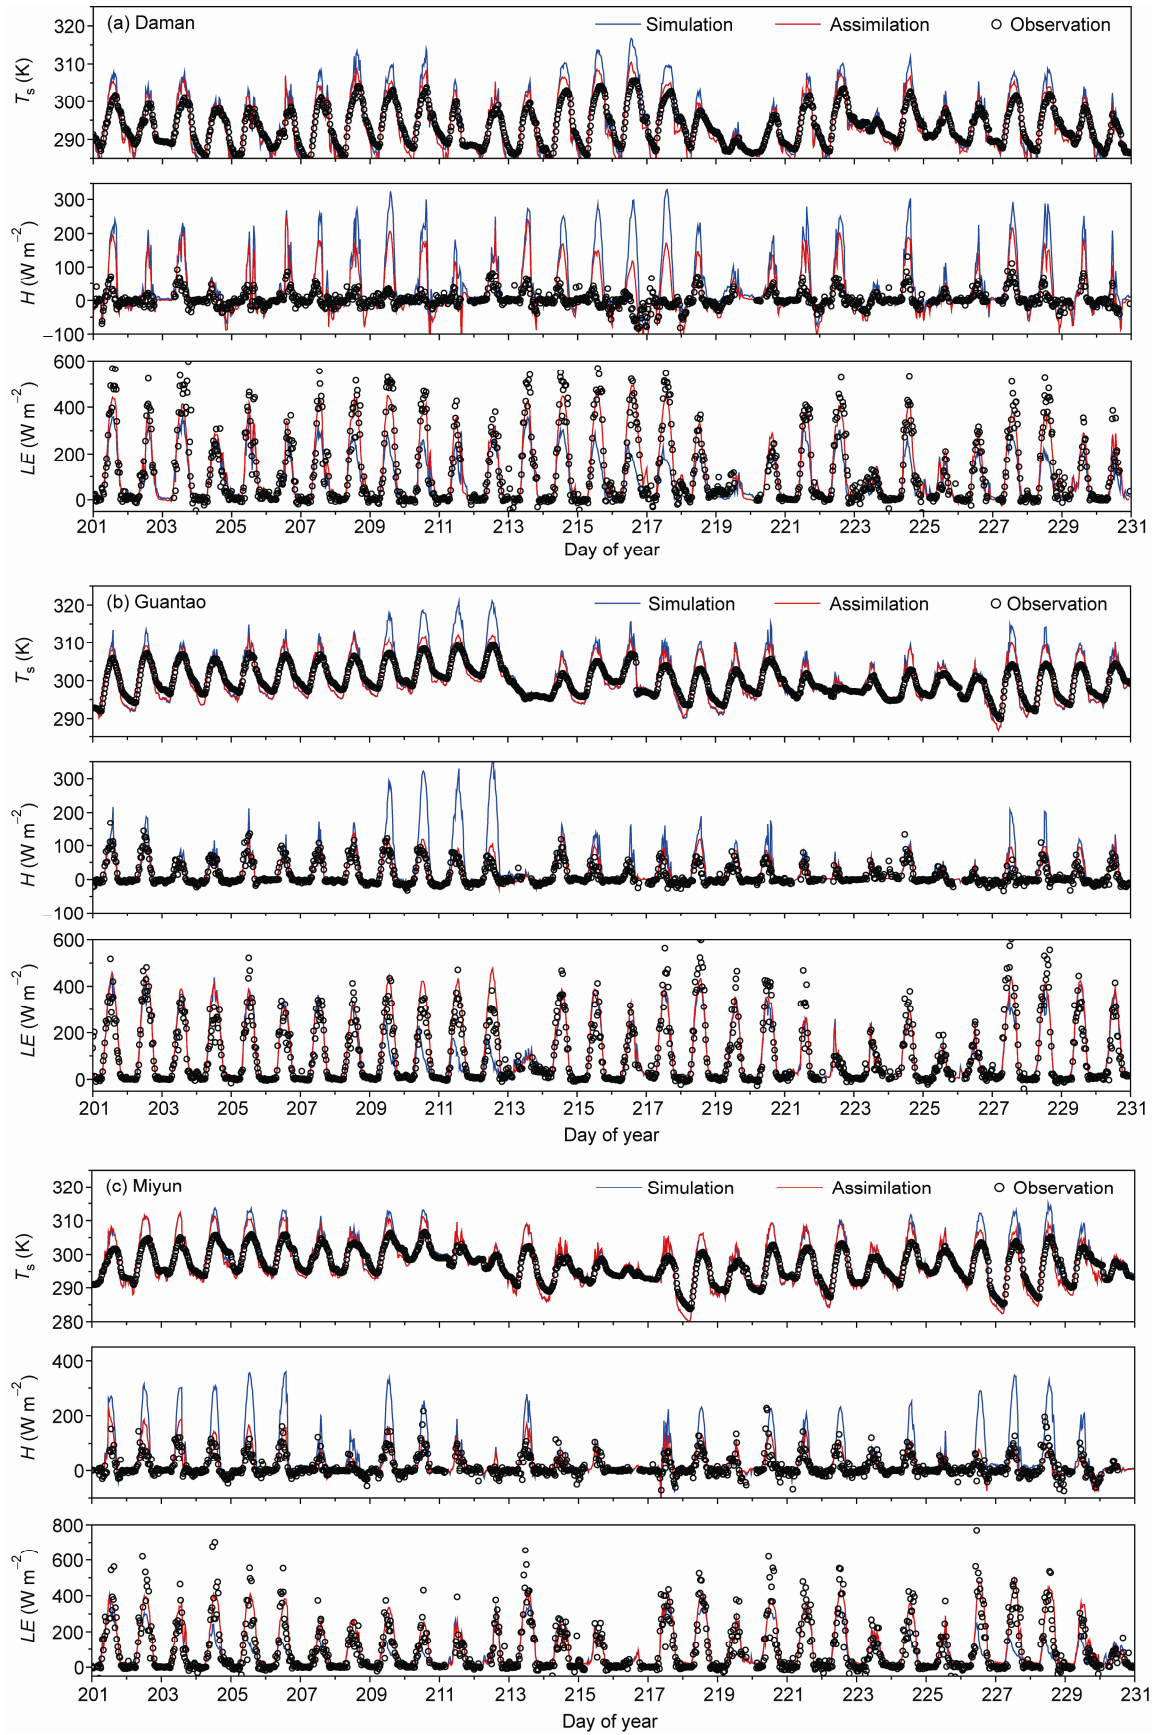 (a) Daman Simulation Assimilation Observation
Ts (K)
320
310
300
290
H (W m−2)
300
200
100
0
−100
LE (W m−2)
600
400
200
0
201 203 205 207 209 211 213 215 217 219 221 223 225 227 229 231
Day of year
(b) Guantao Simulation Assimilation Observation
Ts (K)
320
310
300
290
H (W m−2)
300
200
100
0
−100
LE (W m−2)
600
400
200
0
201 203 205 207 209 211 213 215 217 219 221 223 225 227 229 231
Day of year
(c) Miyun Simulation Assimilation Observation
Ts (K)
320
310
300
290
280
H (W m−2)
400
200
0
LE (W m−2)
800
600
400
200
0
201 203 205 207 209 211 213 215 217 219 221 223 225 227 229 231
Day of year